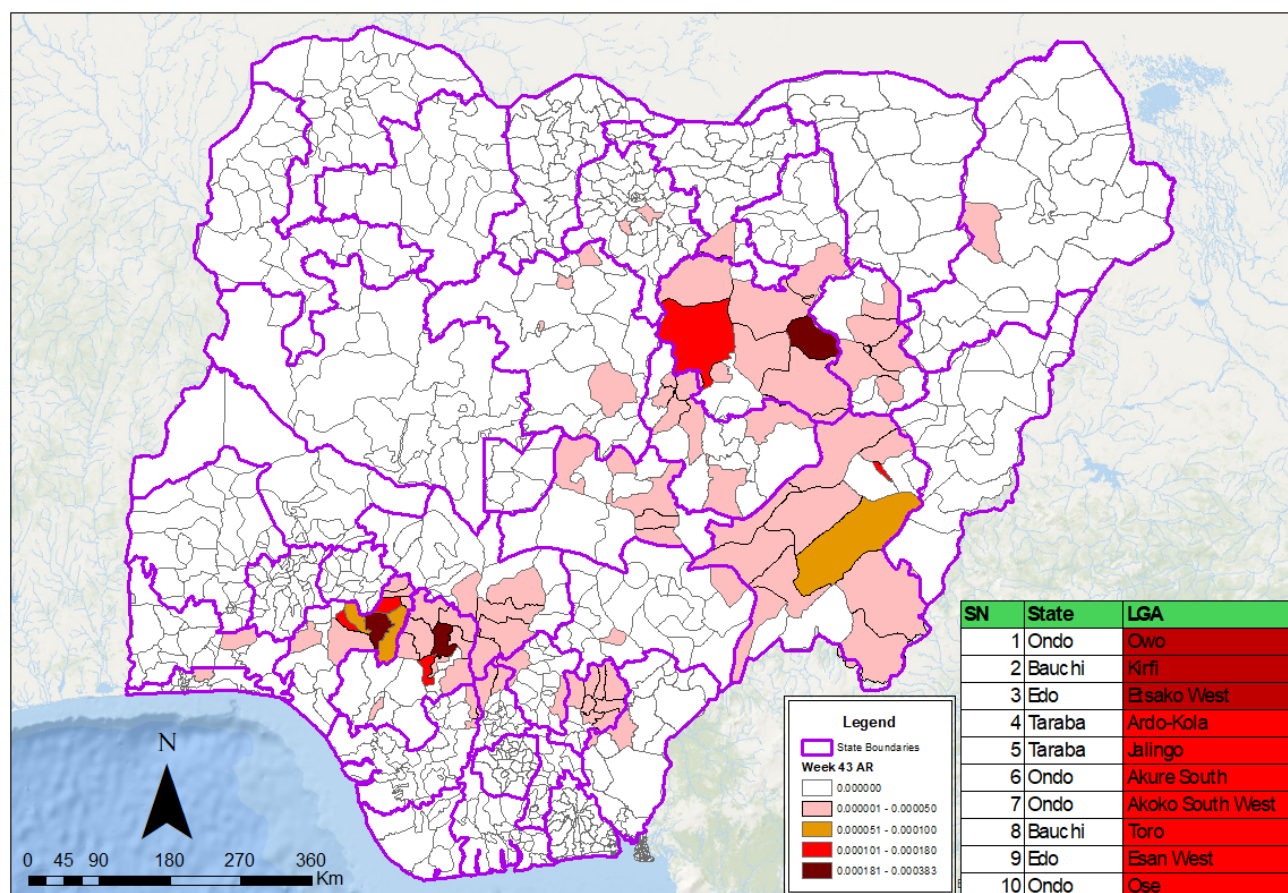 N
0 45 90 180 270 360
Km
Legend
State Boundaries
Week 43 AR
0.000000
0.000001 - 0.000050
0.000051 - 0.000100
0.000101 - 0.000180
0.000181 - 0.000383
SN State LGA
1 Ondo Owo
2 Bauchi Kirfi
3 Edo Etsako West
4 Taraba Ardo-Kola
5 Taraba Jalingo
6 Ondo Akure South
7 Ondo Akoko South West
8 Bauchi Toro
9 Edo Esan West
10 Ondo Ose